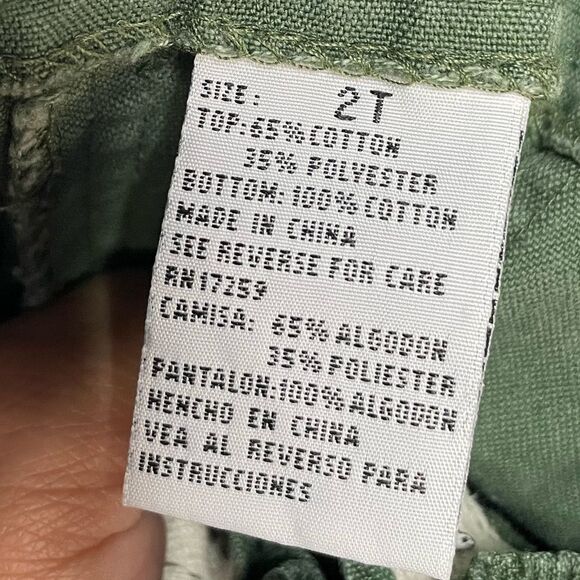 SIZE: 2T
TOP:65% COTTON
35% POLYESTER
BOTTOM: 100% COTTON
MADE IN CHINA
SEE REVERSE FOR CARE
RN17259
CAMISA: 65% ALGODON
35% POLIESTER
PANTALON:100% ALGODON
HENCHO EN CHINA
VEA AL REVERSO PARA
INSTRUCCIONES